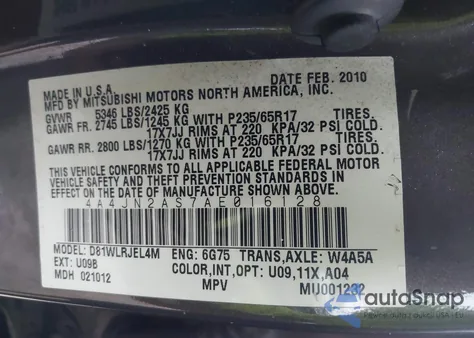 MADE IN U.S.A. DATE FEB. 2010
MFD BY MITSUBISHI MOTORS NORTH AMERICA, INC.
GVWR 5346 LBS/2425 KG
GAWR FR. 2745 LBS/1245 KG WITH P235/65R17 TIRES.
17X7JJ RIMS AT 220 KPA/32 PSI COLD.
GAWR RR. 2800 LBS/1270 KG WITH P235/65R17 TIRES.
17X7JJ RIMS AT 220 KPA/32 PSI COLD.
THIS VEHICLE CONFORMS TO ALL APPLICABLE FEDERAL MOTOR
VEHICLE SAFETY AND THEFT PREVENTION STANDARDS IN
EFFECT ON THE DATE OF MANUFACTURE SHOWN ABOVE.
4A4JN2AS7AE016128
MODEL: D81WLRJEL4M ENG: 6G75 TRANS,AXLE: W4A5A
EXT: U09B COLOR,INT,OPT: U09,11X,A04
MDH 021012 MPV MU001232
autoSnap